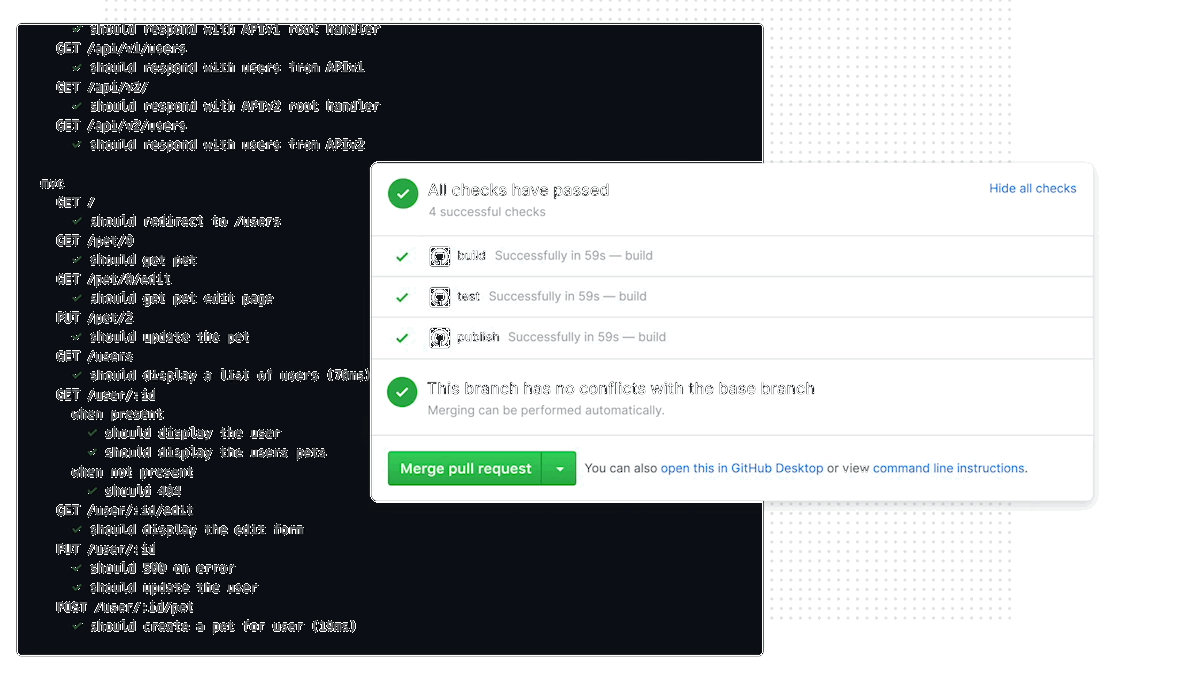 ✓ should respond with APIv1 root handler
GET /api/v1/users
✓ should respond with users from APIv1
GET /api/v2/
✓ should respond with APIv2 root handler
GET /api/v2/users
✓ should respond with users from APIv2
mvc
GET /
✓ should redirect to /users
GET /pet/0
✓ should get pet
GET /pet/0/edit
✓ should get pet edit page
PUT /pet/2
✓ should update the pet
GET /users
✓ should display a list of users (70ms)
GET /user/:id
when present
✓ should display the user
✓ should display the users pets
when not present
✓ should 404
GET /user/:id/edit
✓ should display the edit form
PUT /user/:id
✓ should 500 on error
✓ should update the user
POST /user/:id/pet
✓ should create a pet for user (10ms)
All checks have passed
Hide all checks
4 successful checks
build Successfully in 59s — build
test Successfully in 59s — build
publish Successfully in 59s — build
This branch has no conflicts with the base branch
Merging can be performed automatically.
Merge pull request
You can also open this in GitHub Desktop or view command line instructions.